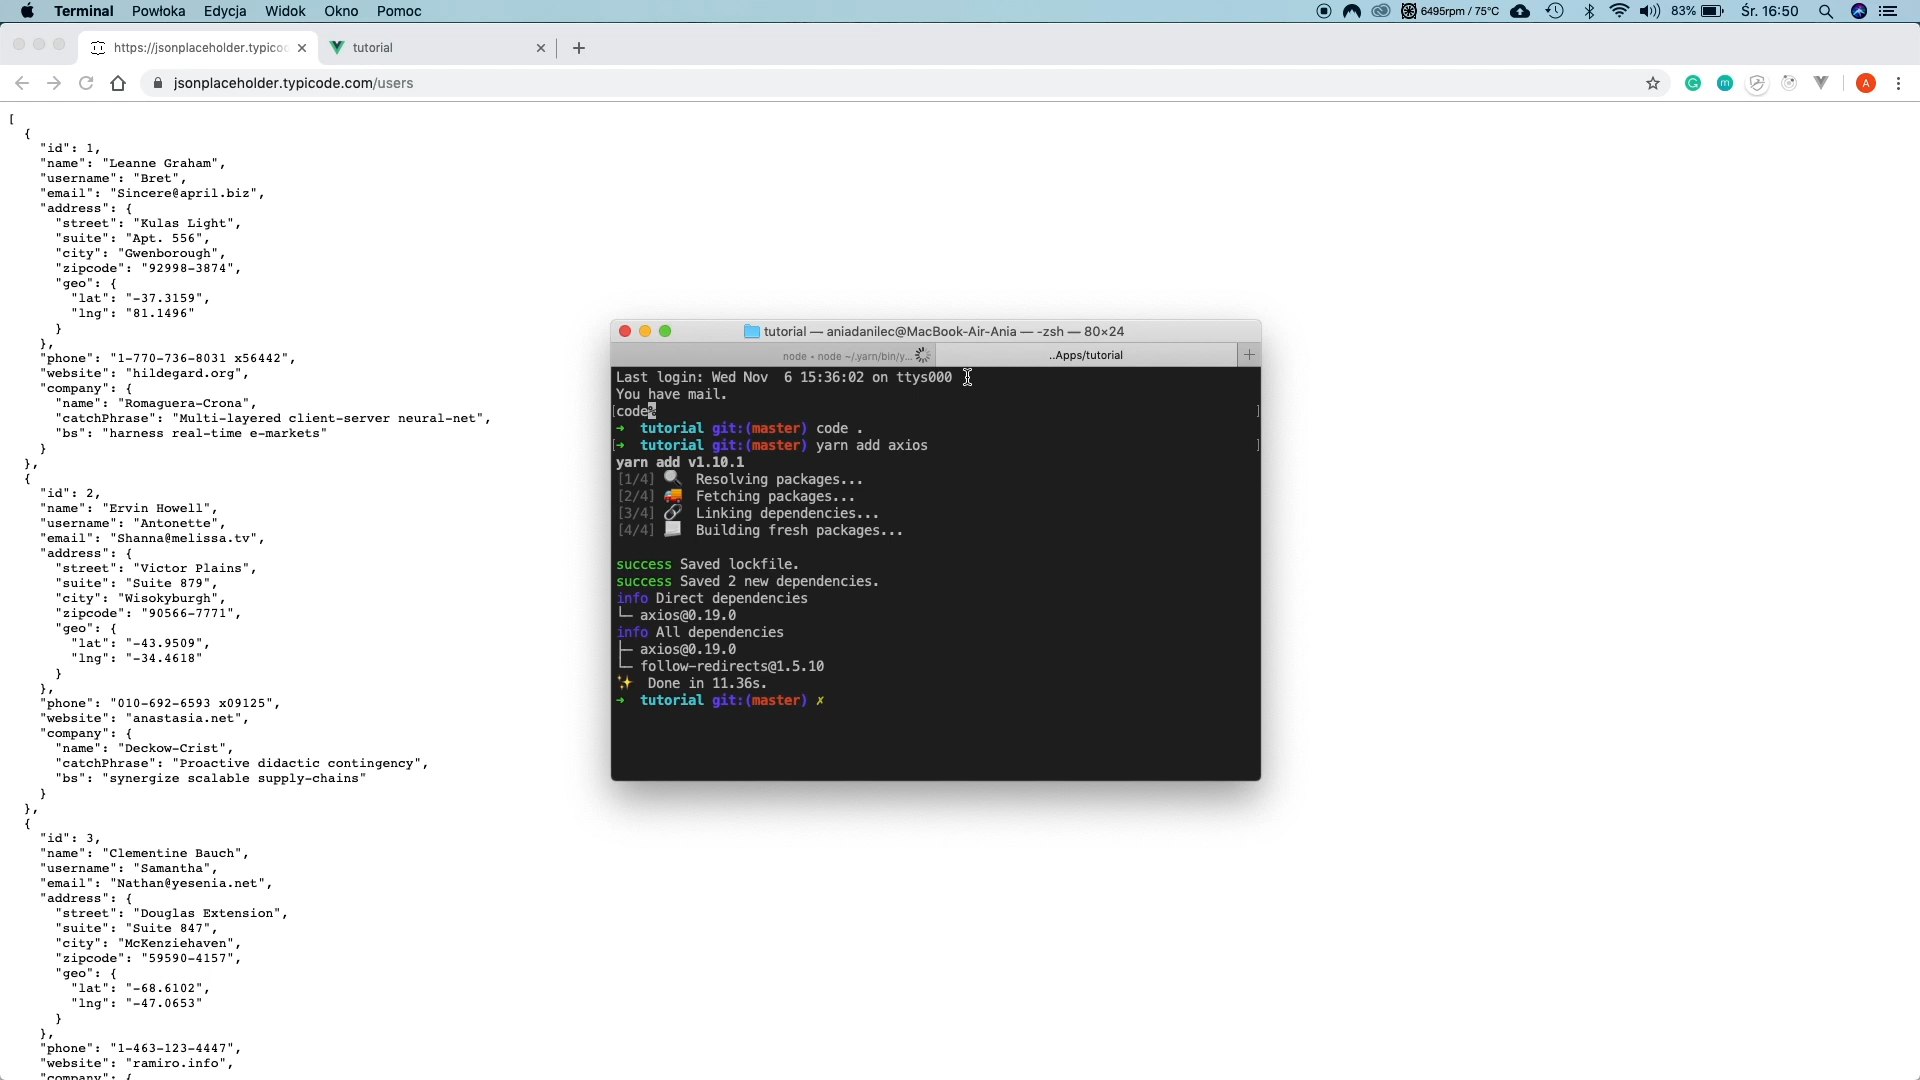 Terminal Powłoka Edycja Widok Okno Pomoc 6495rpm / 75°C 83% Śr. 16:50
https://jsonplaceholder.typico tutorial
jsonplaceholder.typicode.com/users
[
{
"id": 1,
"name": "Leanne Graham",
"username": "Bret",
"email": "Sincere@april.biz",
"address": {
"street": "Kulas Light",
"suite": "Apt. 556",
"city": "Gwenborough",
"zipcode": "92998-3874",
"geo": {
"lat": "-37.3159",
"lng": "81.1496"
}
},
"phone": "1-770-736-8031 x56442",
"website": "hildegard.org",
"company": {
"name": "Romaguera-Crona",
"catchPhrase": "Multi-layered client-server neural-net",
"bs": "harness real-time e-markets"
}
},
{
"id": 2,
"name": "Ervin Howell",
"username": "Antonette",
"email": "Shanna@melissa.tv",
"address": {
"street": "Victor Plains",
"suite": "Suite 879",
"city": "Wisokyburgh",
"zipcode": "90566-7771",
"geo": {
"lat": "-43.9509",
"lng": "-34.4618"
}
},
"phone": "010-692-6593 x09125",
"website": "anastasia.net",
"company": {
"name": "Deckow-Crist",
"catchPhrase": "Proactive didactic contingency",
"bs": "synergize scalable supply-chains"
}
},
{
"id": 3,
"name": "Clementine Bauch",
"username": "Samantha",
"email": "Nathan@yesenia.net",
"address": {
"street": "Douglas Extension",
"suite": "Suite 847",
"city": "McKenziehaven",
"zipcode": "59590-4157",
"geo": {
"lat": "-68.6102",
"lng": "-47.0653"
}
},
"phone": "1-463-123-4447",
"website": "ramiro.info",
"company": {
tutorial — aniadanilec@MacBook-Air-Ania — -zsh — 80×24
node • node ~/.yarn/bin/y... ..Apps/tutorial
Last login: Wed Nov  6 15:36:02 on ttys000
You have mail.
[code% ]
→ tutorial git:(master) code .
[→ tutorial git:(master) yarn add axios ]
yarn add v1.10.1
[1/4] 🔍 Resolving packages...
[2/4] 🚚 Fetching packages...
[3/4] 🔗 Linking dependencies...
[4/4] 📃 Building fresh packages...
success Saved lockfile.
success Saved 2 new dependencies.
info Direct dependencies
└─ axios@0.19.0
info All dependencies
├─ axios@0.19.0
└─ follow-redirects@1.5.10
✨ Done in 11.36s.
→ tutorial git:(master) ✗